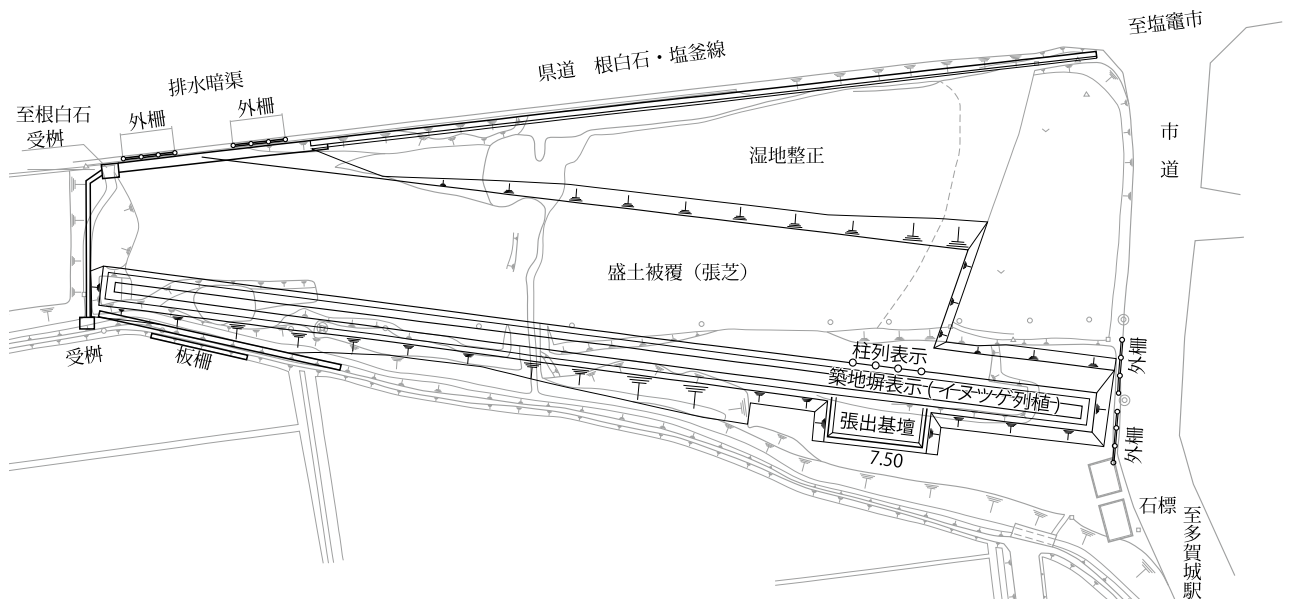 至塩竈市
県道　根白石・塩釜線
排水暗渠
外柵
外柵
至根白石
受桝
市道
湿地整正
盛土被覆（張芝）
受桝
板柵
柱列表示
築地塀表示（イヌツゲ列植）
張出基壇
7.50
外柵
外柵
石標
至多賀城駅